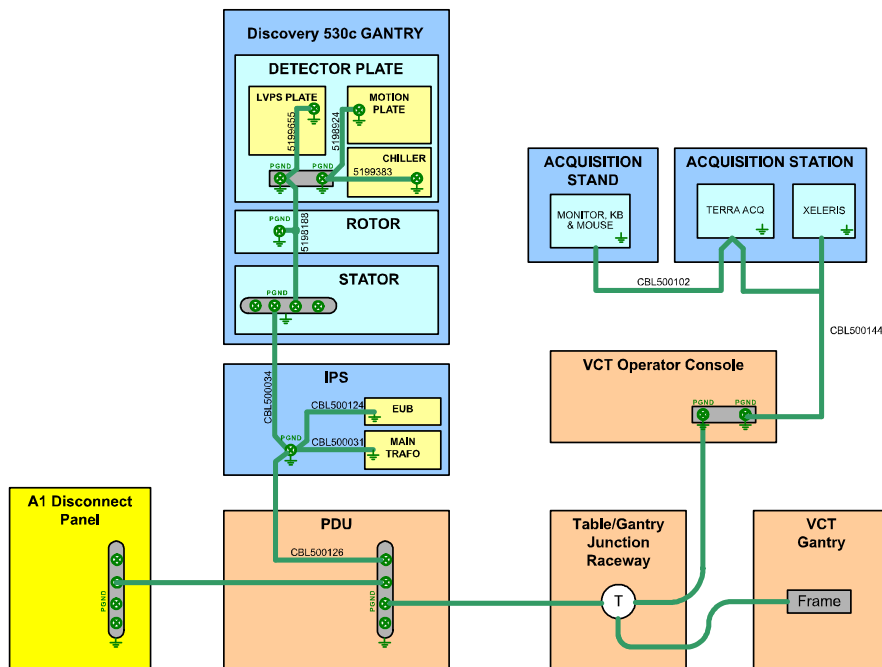 Discovery 530c GANTRY
DETECTOR PLATE
LVPS PLATE
MOTION
PLATE
5199655
5198924
CHILLER
PGND
PGND
5199383
PGND
ROTOR
5198188
STATOR
PGND
ACQUISITION
STAND
MONITOR, KB
& MOUSE
ACQUISITION STATION
TERRA ACQ
XELERIS
CBL500102
CBL500144
VCT Operator Console
PGND
PGND
CBL500034
IPS
CBL500124
EUB
PGND
CBL500031
MAIN
TRAFO
A1 Disconnect
Panel
PGND
PDU
CBL500126
PGND
Table/Gantry
Junction
Raceway
T
VCT
Gantry
Frame